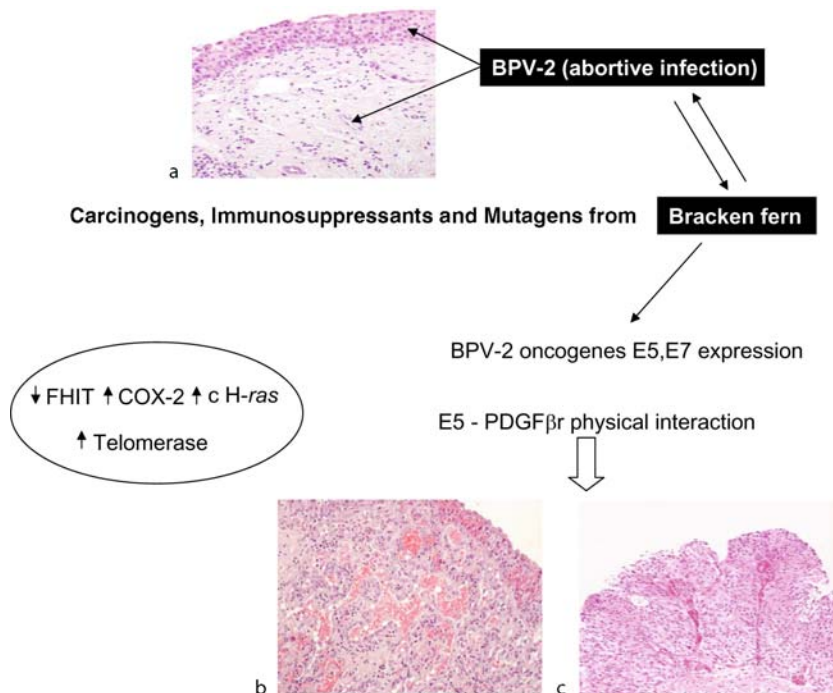 BPV-2 (abortive infection)
a
Carcinogens, Immunosuppressants and Mutagens from Bracken fern
BPV-2 oncogenes E5,E7 expression
↓FHIT ↑COX-2 ↑c H-ras
↑Telomerase
E5 - PDGFβr physical interaction
b
c